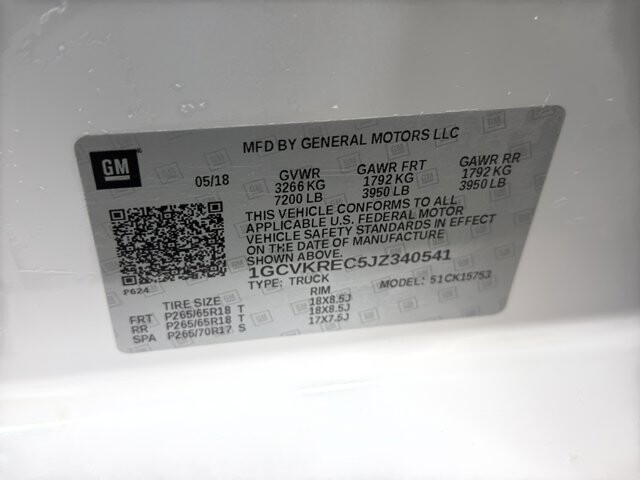 MFD BY GENERAL MOTORS LLC
GM
05/18
GVWR GAWR FRT GAWR RR
3266 KG 1792 KG 1792 KG
7200 LB 3950 LB 3950 LB
THIS VEHICLE CONFORMS TO ALL
APPLICABLE U.S. FEDERAL MOTOR
VEHICLE SAFETY STANDARDS IN EFFECT
ON THE DATE OF MANUFACTURE
SHOWN ABOVE.
1GCVKREC5JZ340541
TYPE: TRUCK MODEL: 51CK15753
P624
TIRE SIZE RIM
FRT P265/65R18 T 18X8.5J
RR P265/65R18 T 18X8.5J
SPA P265/70R17 S 17X7.5J